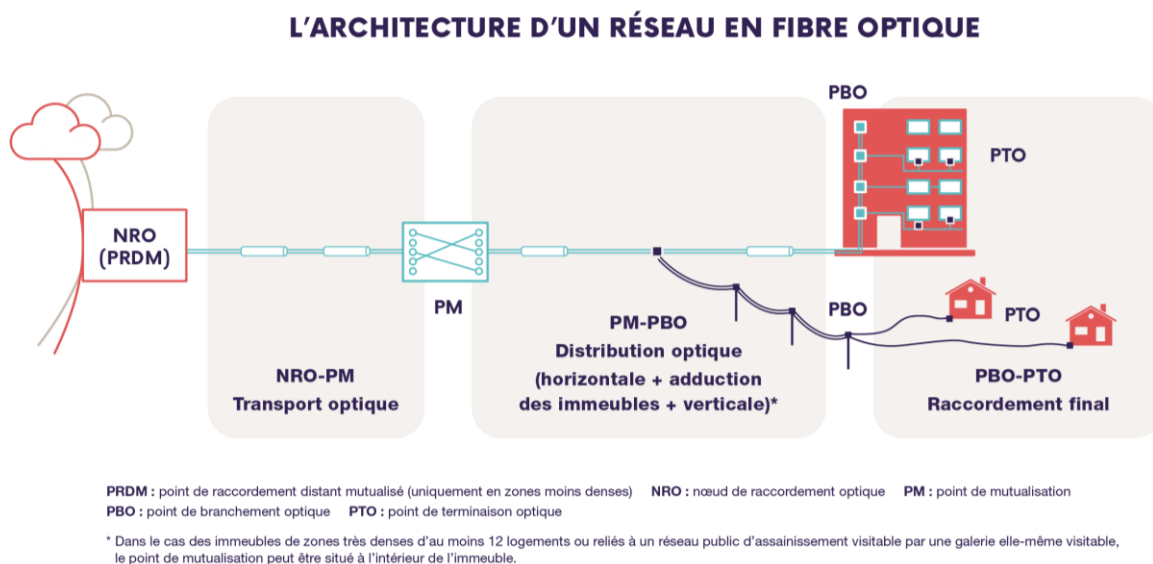 L'ARCHITECTURE D'UN RÉSEAU EN FIBRE OPTIQUE
PBO
PTO
NRO
(PRDM)
PM
PBO
PTO
NRO-PM
Transport optique
PM-PBO
Distribution optique
(horizontale + adduction
des immeubles + verticale)*
PBO-PTO
Raccordement final
PRDM : point de raccordement distant mutualisé (uniquement en zones moins denses) NRO : nœud de raccordement optique PM : point de mutualisation
PBO : point de branchement optique PTO : point de terminaison optique
* Dans le cas des immeubles de zones très denses d'au moins 12 logements ou reliés à un réseau public d'assainissement visitable par une galerie elle-même visitable,
le point de mutualisation peut être situé à l'intérieur de l'immeuble.